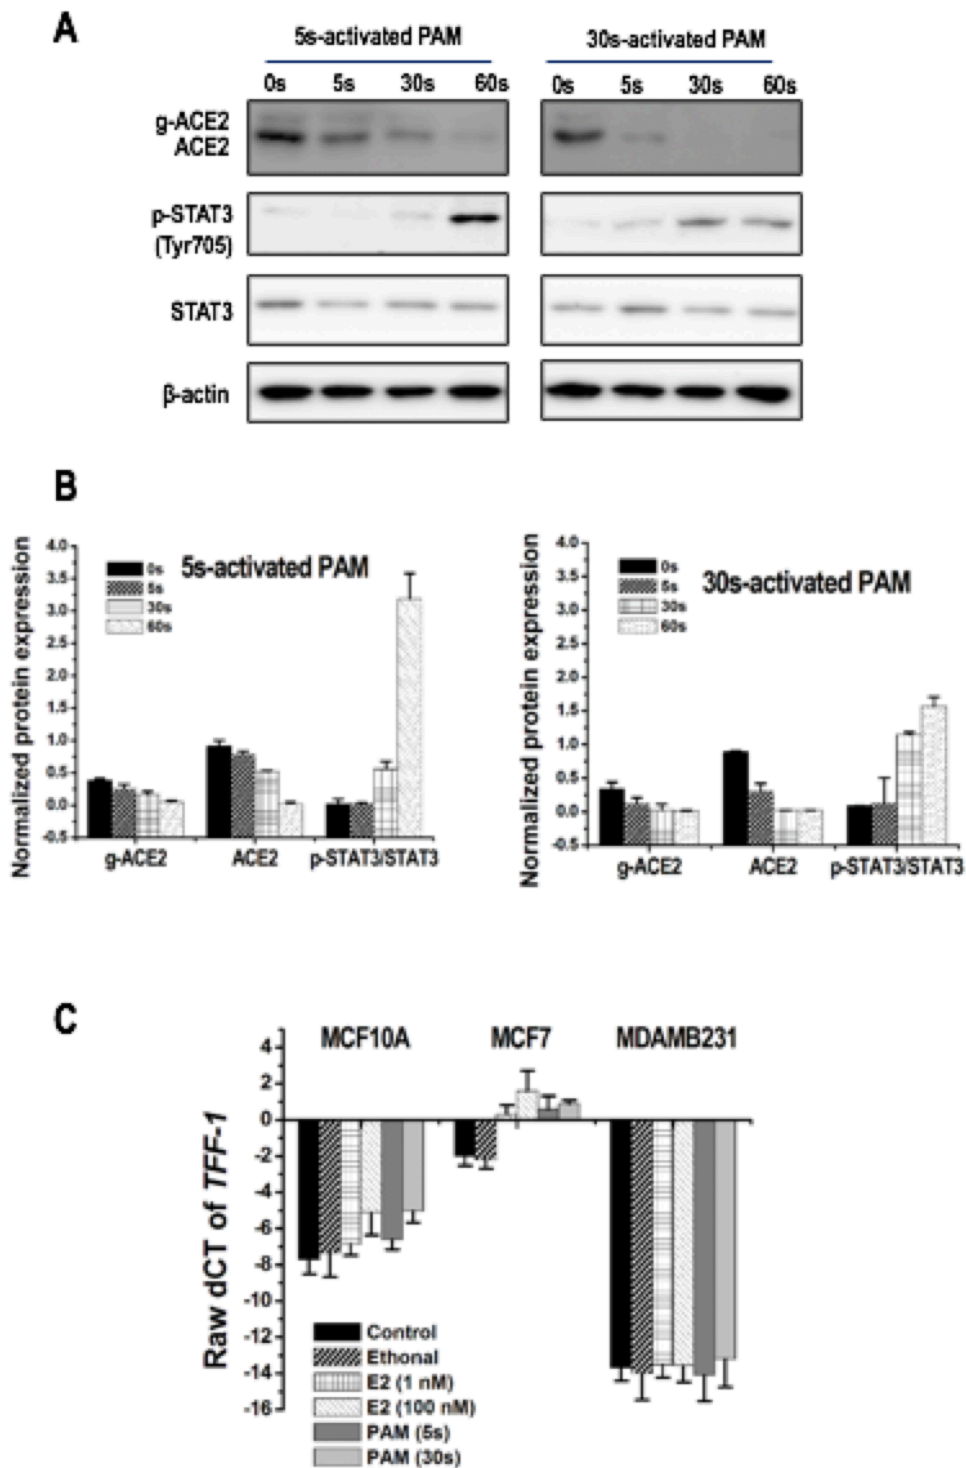 A
5s-activated PAM 30s-activated PAM
0s 5s 30s 60s 0s 5s 30s 60s
g-ACE2
ACE2
p-STAT3
(Tyr705)
STAT3
β-actin
B
Normalized protein expression
4.0
3.5
3.0
2.5
2.0
1.5
1.0
0.5
0.0
-0.5
0s
5s
30s
60s
5s-activated PAM
g-ACE2 ACE2 p-STAT3/STAT3
Normalized protein expression
4.0
3.5
3.0
2.5
2.0
1.5
1.0
0.5
0.0
-0.5
0s
5s
30s
60s
30s-activated PAM
g-ACE2 ACE2 p-STAT3/STAT3
C
Raw dCT of TFF-1
4
2
0
-2
-4
-6
-8
-10
-12
-14
-16
MCF10A MCF7 MDAMB231
Control
Ethonal
E2 (1 nM)
E2 (100 nM)
PAM (5s)
PAM (30s)